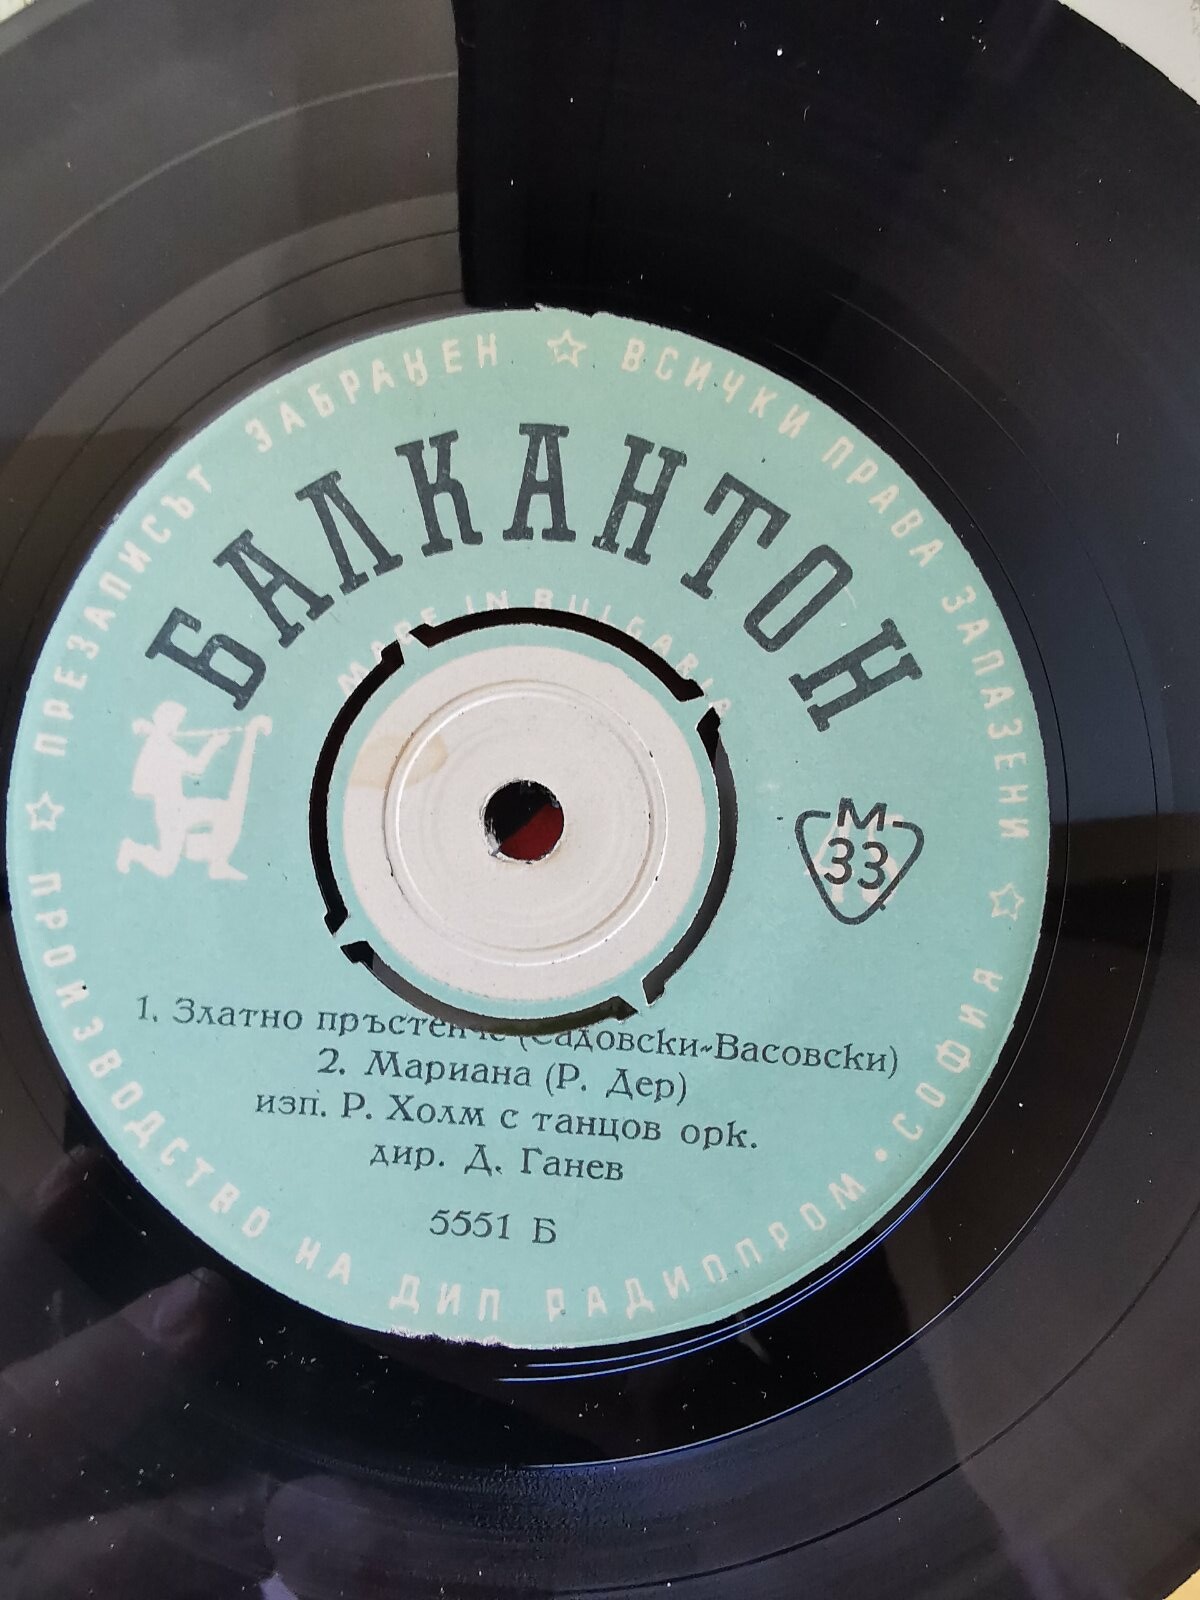 ПРЕЗАПИСЪТ ЗАБРАНЕН ☆ ВСИЧКИ ПРАВА ЗАПАЗЕНИ ☆
БАЛКАНТОН
MADE IN BULGARIA
М
33
1. Златно пръстенче (Садовски-Васовски)
2. Мариана (Р. Дер)
изп. Р. Холм с танцов орк.
дир. Д. Ганев
5551 Б
☆ ПРОИЗВОДСТВО НА ДИП РАДИПРОМ • СОФИЯ